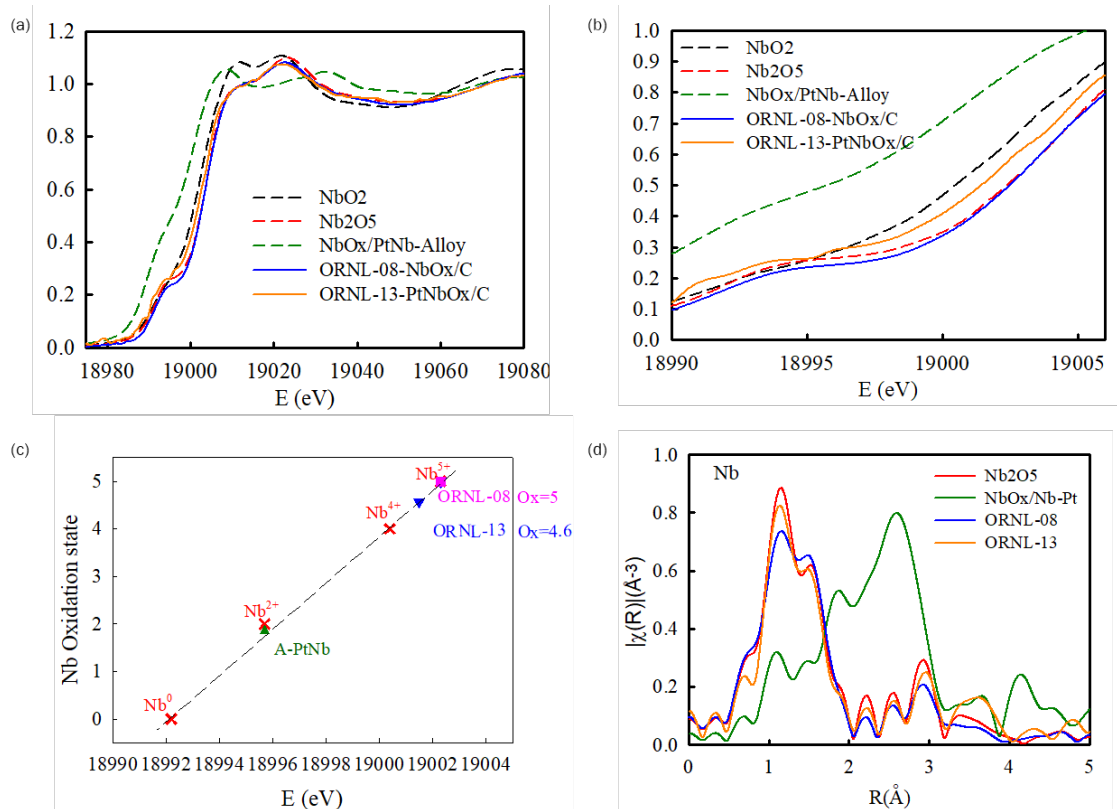 (a)
1.2
1.0
0.8
0.6
0.4
0.2
0.0
NbO2
Nb2O5
NbOx/PtNb-Alloy
ORNL-08-NbOx/C
ORNL-13-PtNbOx/C
18980 19000 19020 19040 19060 19080
E (eV)
(b)
1.0
0.9
0.8
0.7
0.6
0.5
0.4
0.3
0.2
0.1
0.0
NbO2
Nb2O5
NbOx/PtNb-Alloy
ORNL-08-NbOx/C
ORNL-13-PtNbOx/C
18990 18995 19000 19005
E (eV)
(c)
Nb Oxidation state
5
4
3
2
1
0
Nb5+
ORNL-08 Ox=5
Nb4+
ORNL-13 Ox=4.6
Nb2+
A-PtNb
Nb0
18990 18992 18994 18996 18998 19000 19002 19004
E (eV)
(d)
|χ(R)|(Å-3)
1.0
0.8
0.6
0.4
0.2
0.0
Nb
Nb2O5
NbOx/Nb-Pt
ORNL-08
ORNL-13
0 1 2 3 4 5
R(Å)